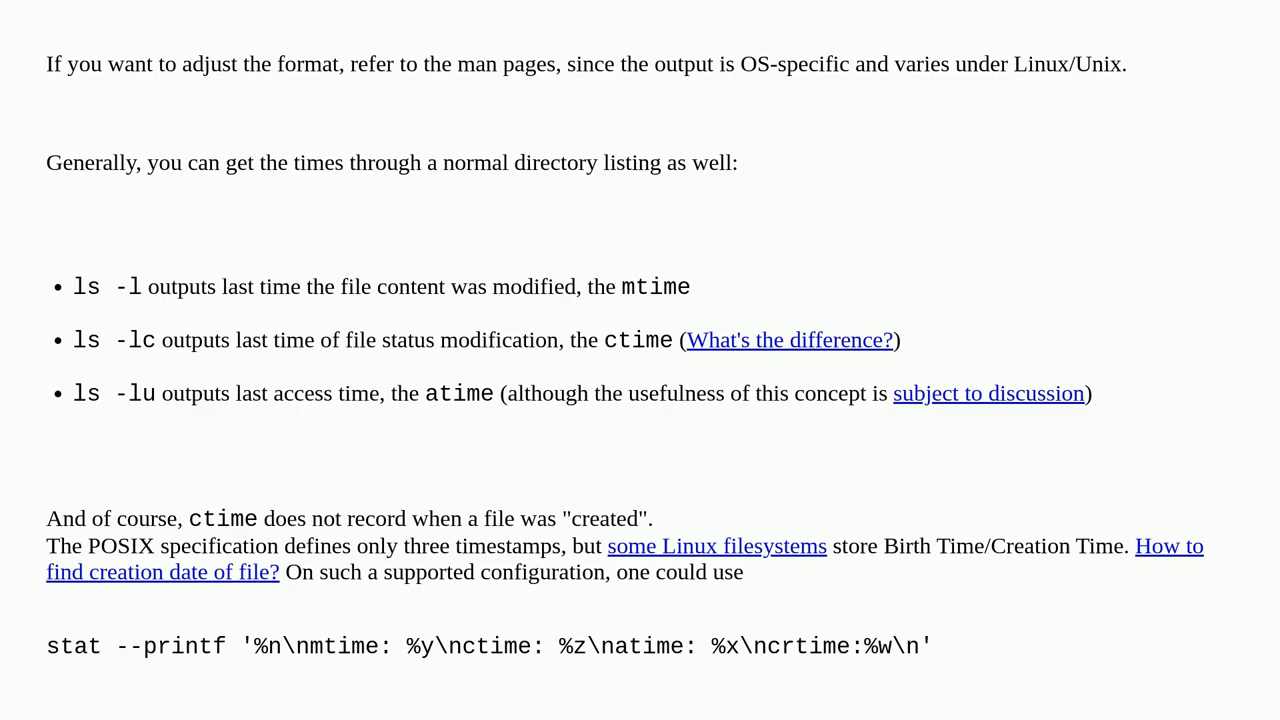 If you want to adjust the format, refer to the man pages, since the output is OS-specific and varies under Linux/Unix.
Generally, you can get the times through a normal directory listing as well:
• ls -l outputs last time the file content was modified, the mtime
• ls -lc outputs last time of file status modification, the ctime (What's the difference?)
• ls -lu outputs last access time, the atime (although the usefulness of this concept is subject to discussion)
And of course, ctime does not record when a file was "created".
The POSIX specification defines only three timestamps, but some Linux filesystems store Birth Time/Creation Time. How to
find creation date of file? On such a supported configuration, one could use
stat --printf '%n\nmtime: %y\nctime: %z\natime: %x\ncrtime:%w\n'